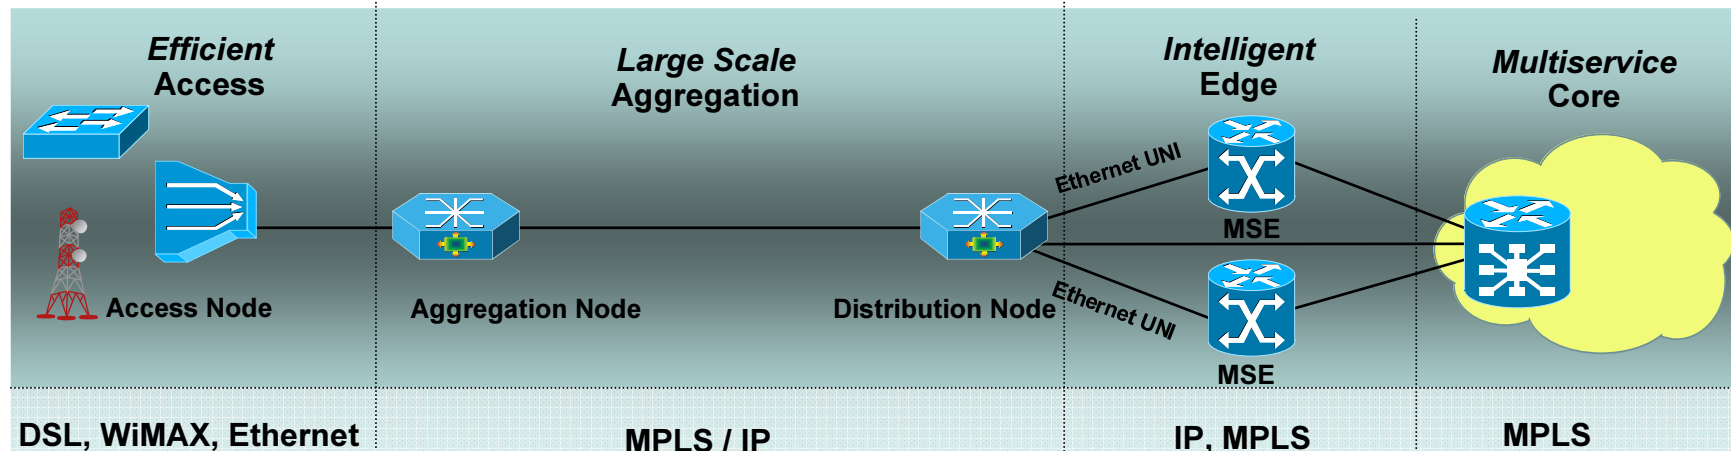 Efficient
Access
Large Scale
Aggregation
Intelligent
Edge
Multiservice
Core
Ethernet UNI
MSE
Access Node
Aggregation Node
Distribution Node
Ethernet UNI
MSE
DSL, WiMAX, Ethernet
MPLS / IP
IP, MPLS
MPLS